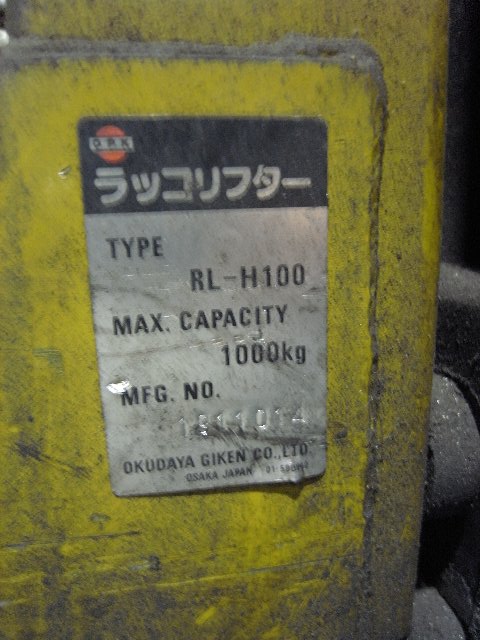 O.P.K
ラッコリフター
TYPE
RL-H100
MAX. CAPACITY
1000kg
MFG. NO.
1811014
OKUDAYA GIKEN CO.,LTD.
OSAKA JAPAN